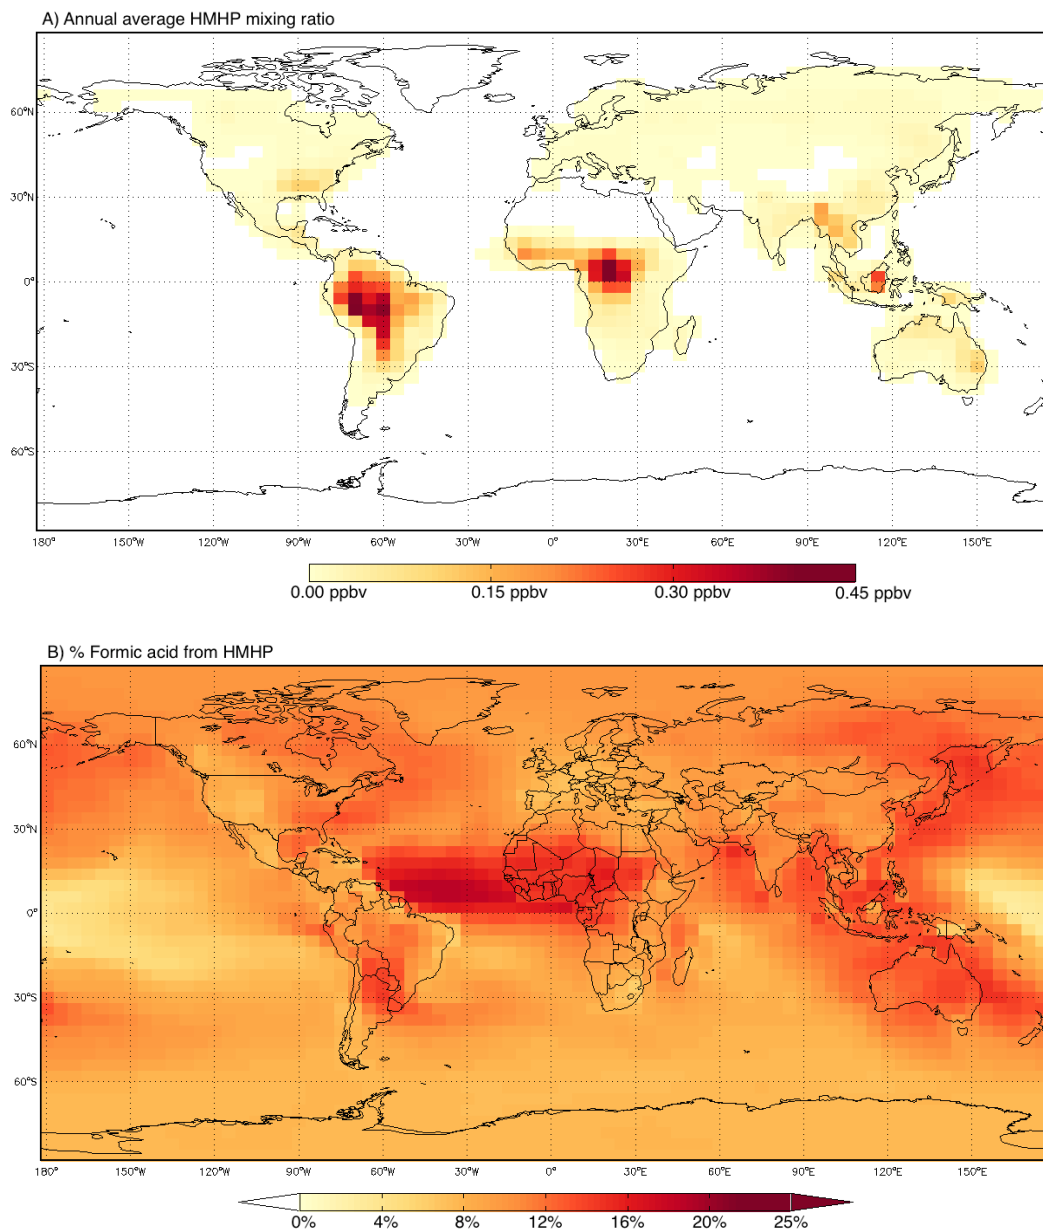 A) Annual average HMHP mixing ratio
60°N
30°N
0°
30°S
60°S
180° 150°W 120°W 90°W 60°W 30°W 0° 30°E 60°E 90°E 120°E 150°E
0.00 ppbv 0.15 ppbv 0.30 ppbv 0.45 ppbv
B) % Formic acid from HMHP
60°N
30°N
0°
30°S
60°S
180° 150°W 120°W 90°W 60°W 30°W 0° 30°E 60°E 90°E 120°E 150°E
0% 4% 8% 12% 16% 20% 25%